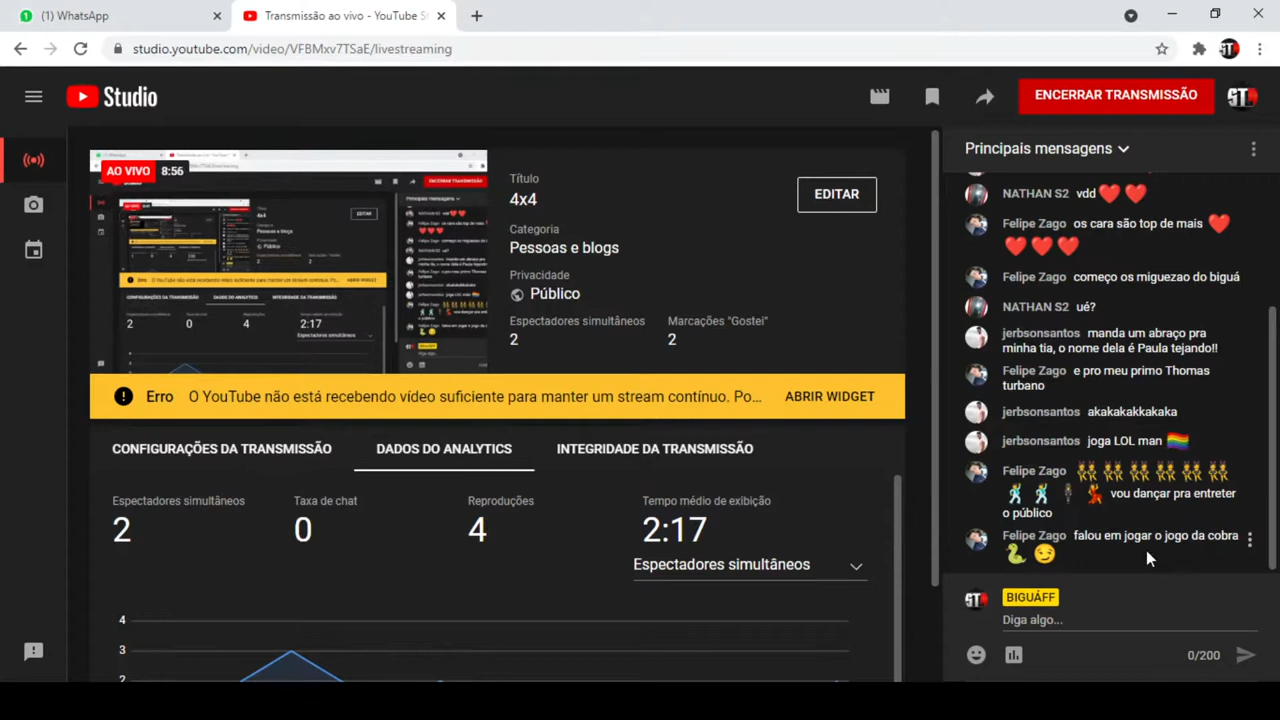 WhatsApp
Transmissão ao vivo - YouTube S
studio.youtube.com/video/VFBMxv7TSaE/livestreaming
Studio
ENCERRAR TRANSMISSÃO
AO VIVO 8:56
Título
4x4
EDITAR
Categoria
Pessoas e blogs
Privacidade
Público
Espectadores simultâneos
2
Marcações "Gostei"
2
Erro O YouTube não está recebendo vídeo suficiente para manter um stream contínuo. Po... ABRIR WIDGET
CONFIGURAÇÕES DA TRANSMISSÃO DADOS DO ANALYTICS INTEGRIDADE DA TRANSMISSÃO
Espectadores simultâneos Taxa de chat Reproduções Tempo médio de exibição
2 0 4 2:17
Espectadores simultâneos
4
3
2
Principais mensagens
NATHAN S2 vdd ❤️ ❤️
Felipe Zago os cara são top de mais ❤️
❤️ ❤️ ❤️
Felipe Zago começo os miguezao do biguá
NATHAN S2 ué?
jerbsonsantos manda um abraço pra
minha tia, o nome dela é Paula tejando!!
Felipe Zago e pro meu primo Thomas
turbano
jerbsonsantos akakakakkakaka
jerbsonsantos joga LOL man 🏳️‍🌈
Felipe Zago 👯 👯 👯 👯 👯 👯
🕺 🕺 🕴 💃 vou dançar pra entreter
o público
Felipe Zago falou em jogar o jogo da cobra
🐍 😏
BIGUÁFF
Diga algo...
0/200